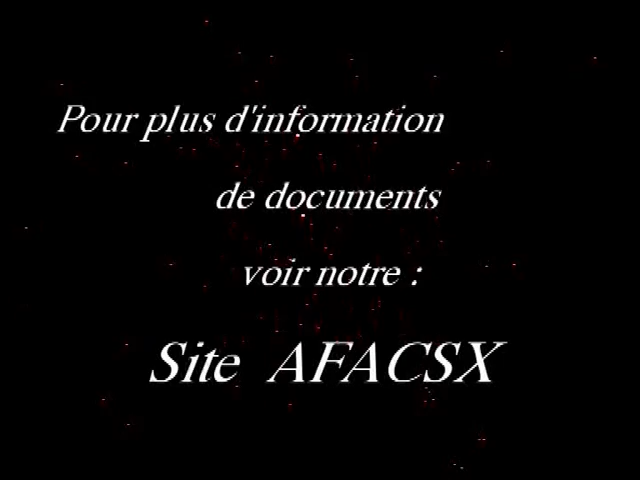 Pour plus d'information
de documents
voir notre :
Site AFACSX